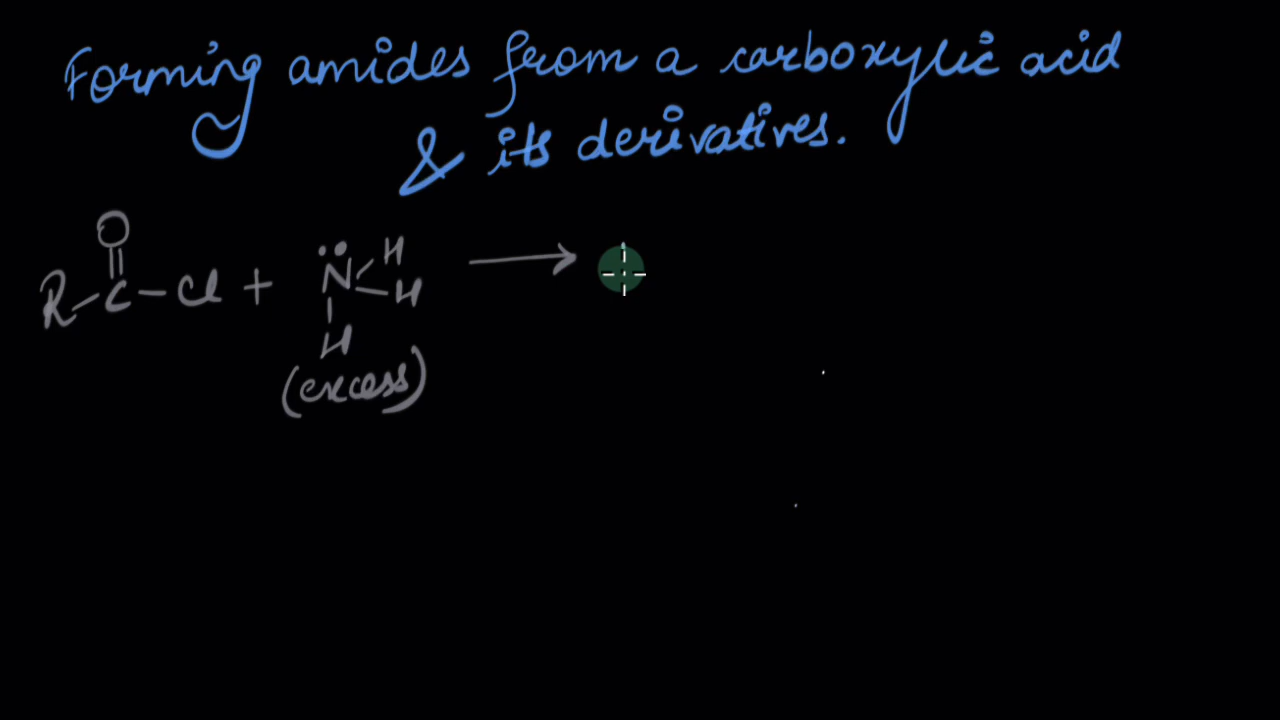 Forming amides from a carboxylic acid
& its derivatives.
O
R-C-Cl + N H
H
H
(excess)